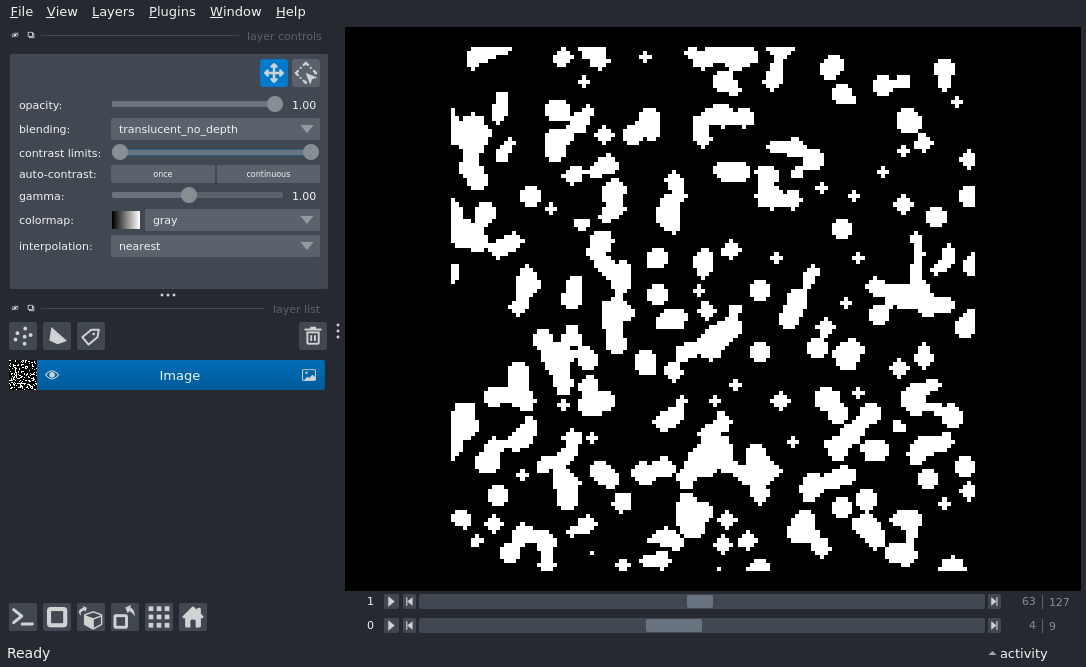 File View Layers Plugins Window Help
layer controls
opacity: 1.00
blending: translucent_no_depth
contrast limits:
auto-contrast: once continuous
gamma: 1.00
colormap: gray
interpolation: nearest
layer list
Image
1 63 127
0 4 9
Ready activity